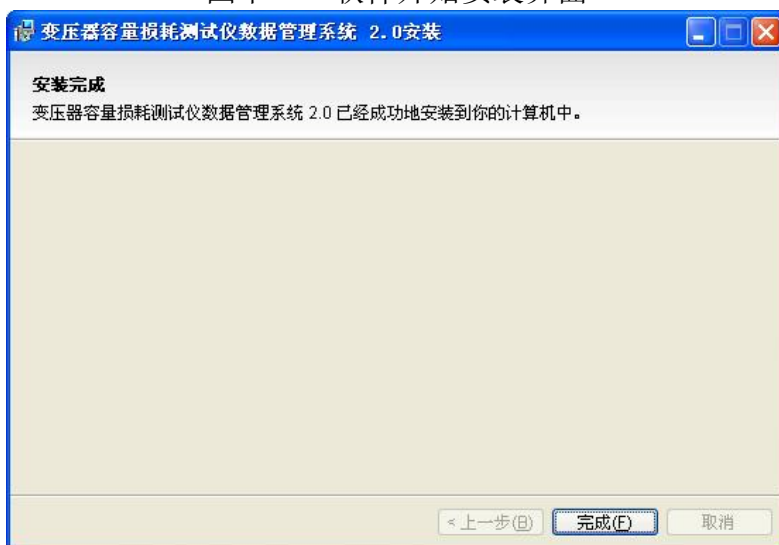 变压器容量损耗测试仪数据管理系统 2.0安装
安装完成
变压器容量损耗测试仪数据管理系统 2.0 已经成功地安装到你的计算机中。
<上一步(B) 完成(F) 取消